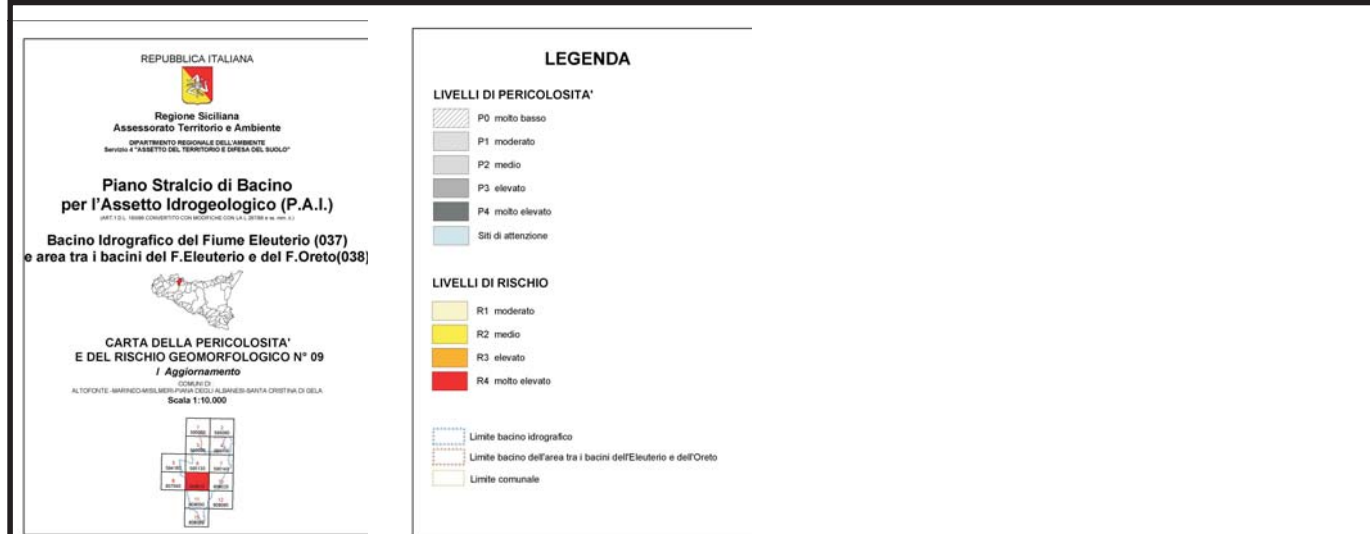 REPUBBLICA ITALIANA
Regione Siciliana
Assessorato Territorio e Ambiente
DIPARTIMENTO REGIONALE DELL'AMBIENTE
Servizio 4 "ASSETTO DEL TERRITORIO E DIFESA DEL SUOLO"
Piano Stralcio di Bacino
per l'Assetto Idrogeologico (P.A.I.)
CONVERTITO CON MODIFICHE CON LA L.
Bacino Idrografico del Fiume Eleuterio (037)
e area tra i bacini del F.Eleuterio e del F.Oreto(038)
CARTA DELLA PERICOLOSITA'
E DEL RISCHIO GEOMORFOLOGICO N° 09
I Aggiornamento
COMUNI DI
ALTOFONTE -MARINEO-MISILMERI-PIANA DEGLI ALBANESI-SANTA CRISTINA DI GELA
Scala 1:10.000
LEGENDA
LIVELLI DI PERICOLOSITA'
P0 molto basso
P1 moderato
P2 medio
P3 elevato
P4 molto elevato
Siti di attenzione
LIVELLI DI RISCHIO
R1 moderato
R2 medio
R3 elevato
R4 molto elevato
Limite bacino idrografico
Limite bacino dell'area tra i bacini dell'Eleuterio e dell'Oreto
Limite comunale